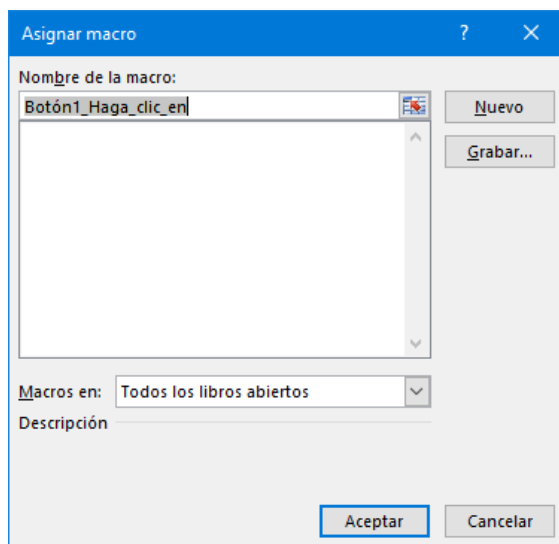 Asignar macro ?
Nombre de la macro:
Botón1_Haga_clic_en
Nuevo
Grabar...
Macros en: Todos los libros abiertos
Descripción
Aceptar Cancelar